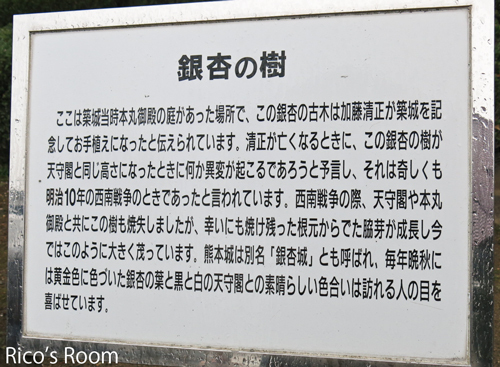 銀杏の樹
ここは築城当時本丸御殿の庭があった場所で、この銀杏の古木は加藤清正が築城を記
念してお手植えになったと伝えられています。清正が亡くなるときに、この銀杏の樹が
天守閣と同じ高さになったときに何か異変が起こるであろうと予言し、それは奇しくも
明治10年の西南戦争のときであったと言われています。西南戦争の際、天守閣や本丸
御殿と共にこの樹も焼失しましたが、幸いにも焼け残った根元からでた脇芽が成長し今
ではこのように大きく茂っています。熊本城は別名「銀杏城」とも呼ばれ、毎年晩秋に
は黄金色に色づいた銀杏の葉と黒と白の天守閣との素晴らしい色合いは訪れる人の目を
喜ばせています。
Rico's Room